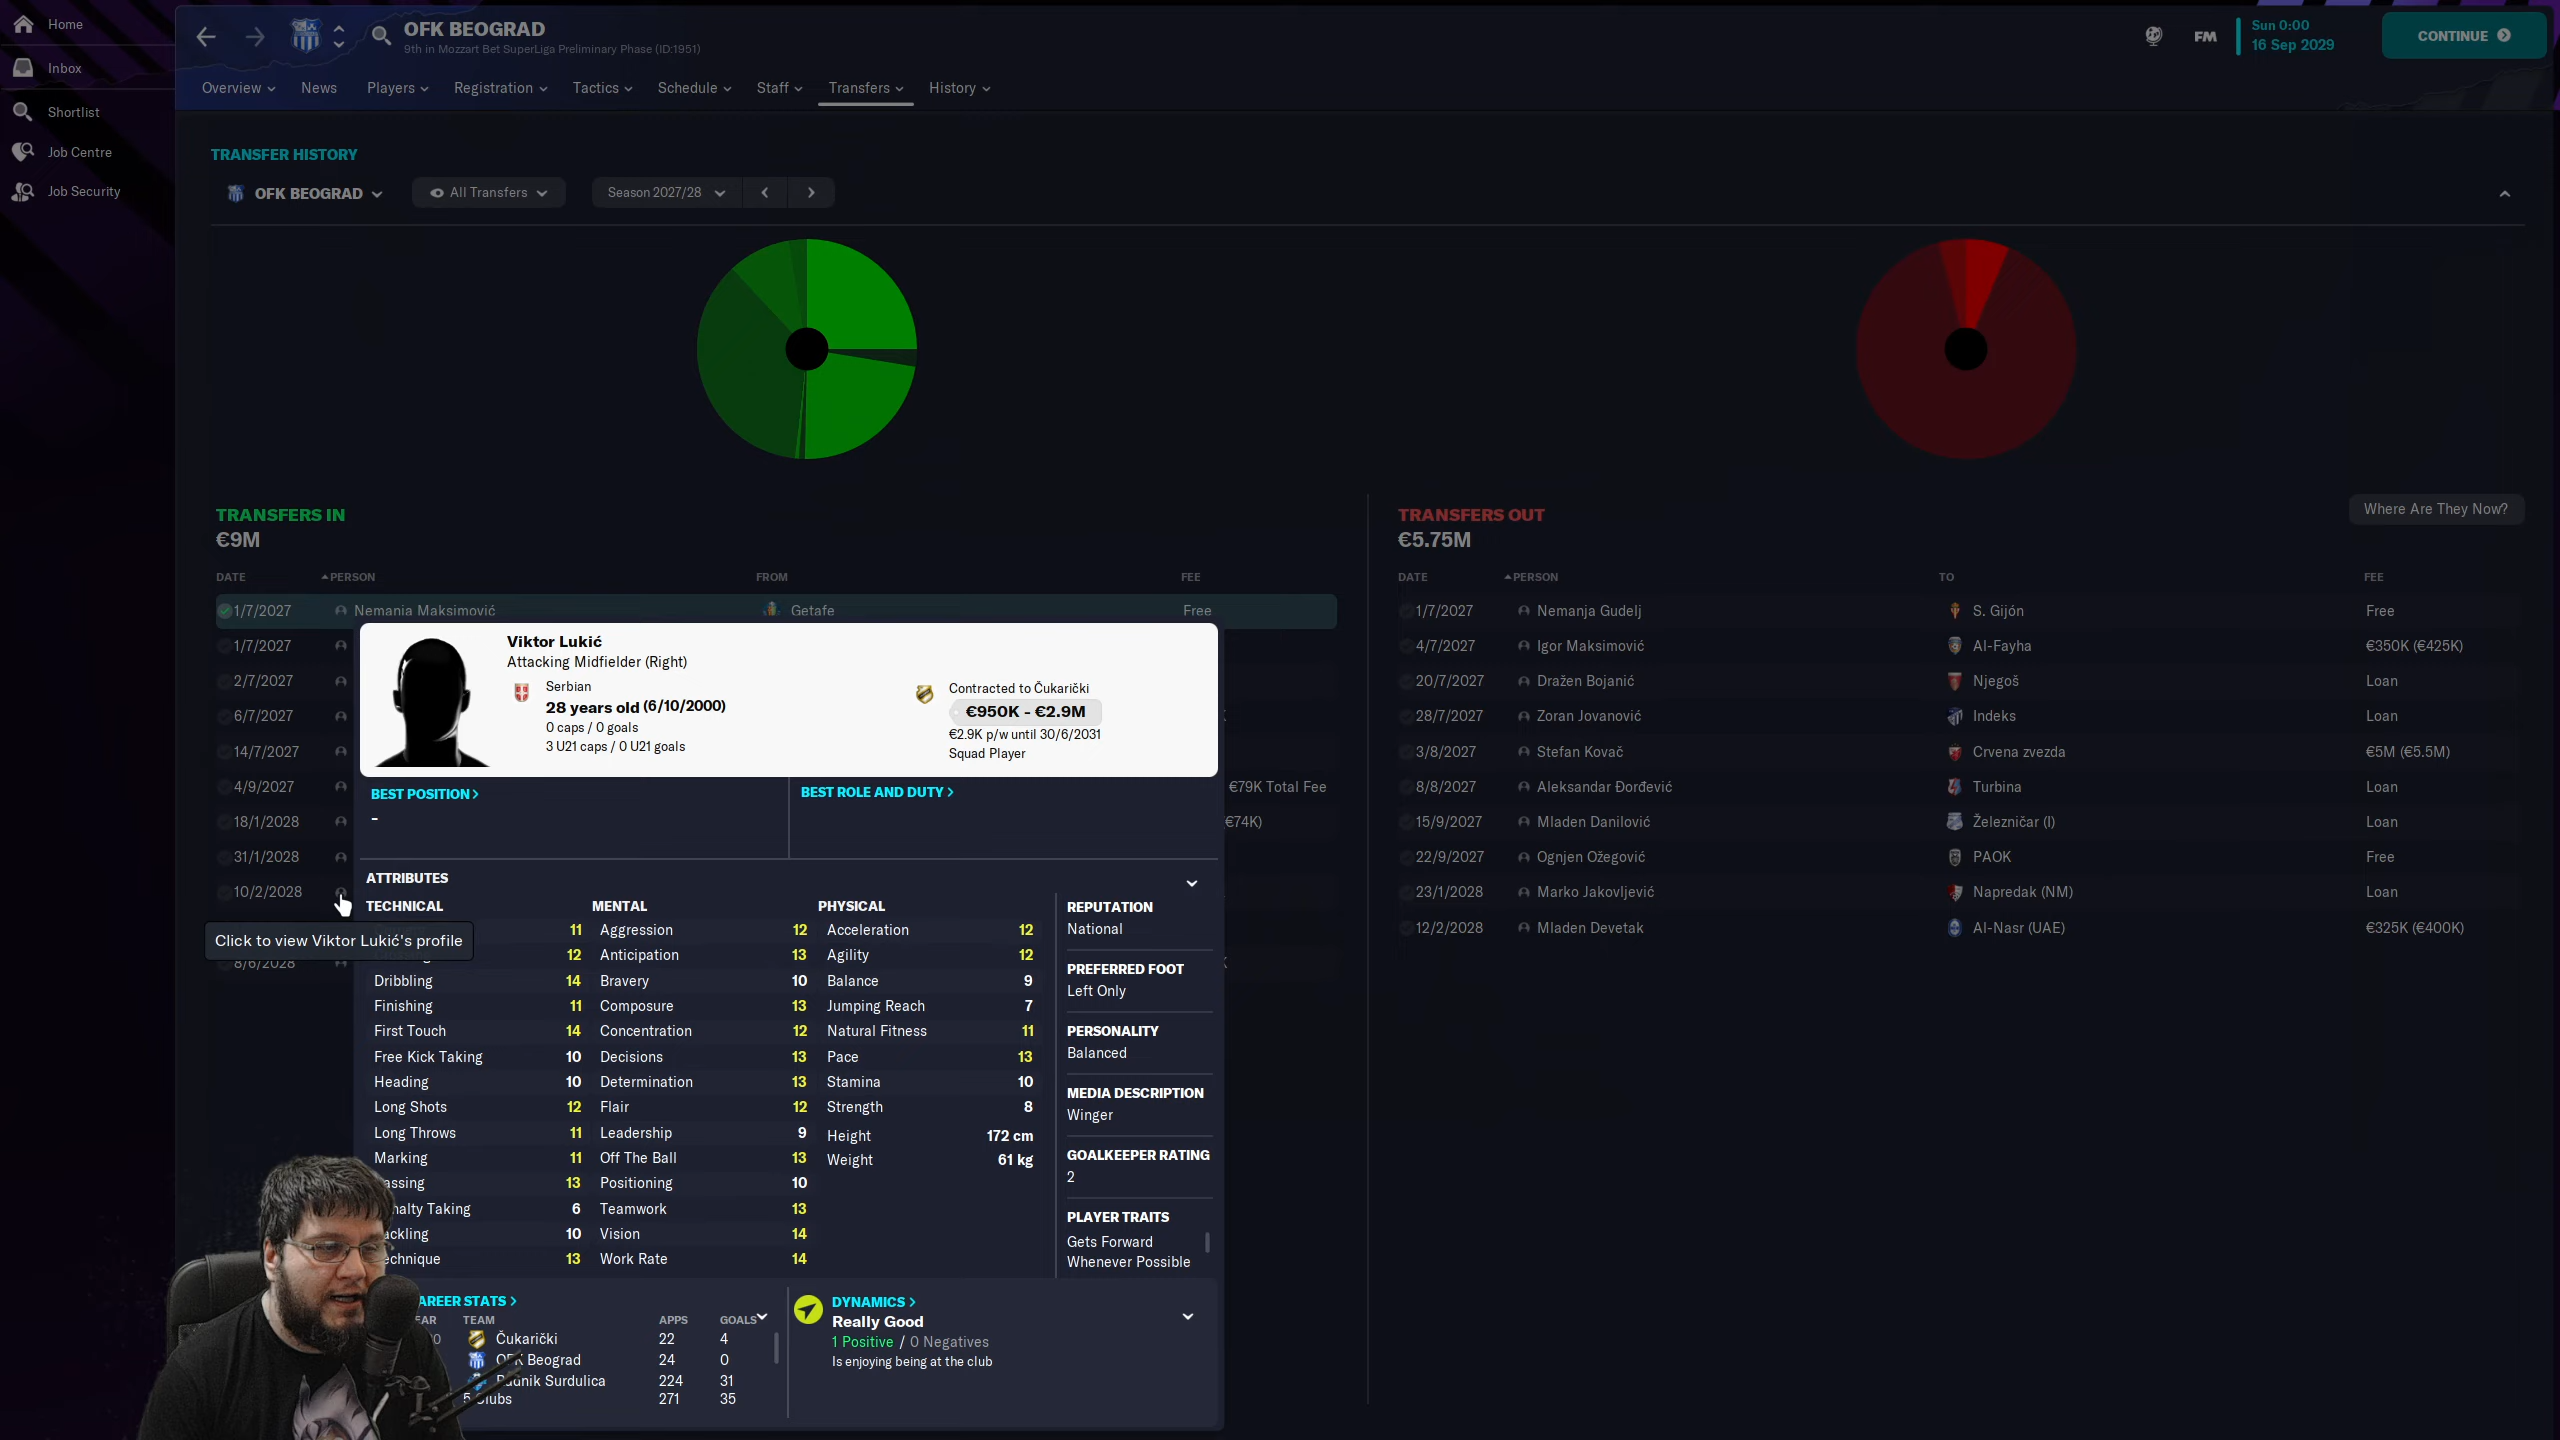 Home
Inbox
Shortlist
Job Centre
Job Security
OFK BEOGRAD
9th in Mozzart Bet SuperLiga Preliminary Phase (ID:1951)
FM
Sun 0:00
16 Sep 2029
CONTINUE
Overview
News
Players
Registration
Tactics
Schedule
Staff
Transfers
History
TRANSFER HISTORY
OFK BEOGRAD
All Transfers
Season 2027/28
TRANSFERS IN
€9M
DATE PERSON FROM FEE
1/7/2027 Nemanja Maksimović Getafe Free
1/7/2027
2/7/2027
6/7/2027
14/7/2027
4/9/2027 €79K Total Fee
18/1/2028 €74K)
31/1/2028
10/2/2028
8/6/2028
Click to view Viktor Lukić's profile
Viktor Lukić
Attacking Midfielder (Right)
Serbian
28 years old (6/10/2000)
0 caps / 0 goals
3 U21 caps / 0 U21 goals
Contracted to Čukarički
€950K - €2.9M
€2.9K p/w until 30/6/2031
Squad Player
BEST POSITION >
-
BEST ROLE AND DUTY >
ATTRIBUTES
TECHNICAL
11
12
Dribbling 14
Finishing 11
First Touch 14
Free Kick Taking 10
Heading 10
Long Shots 12
Long Throws 11
Marking 11
assing 13
nalty Taking 6
ackling 10
echnique 13
MENTAL
Aggression 12
Anticipation 13
Bravery 10
Composure 13
Concentration 12
Decisions 13
Determination 13
Flair 12
Leadership 9
Off The Ball 13
Positioning 10
Teamwork 13
Vision 14
Work Rate 14
PHYSICAL
Acceleration 12
Agility 12
Balance 9
Jumping Reach 7
Natural Fitness 11
Pace 13
Stamina 10
Strength 8
Height 172 cm
Weight 61 kg
REPUTATION
National
PREFERRED FOOT
Left Only
PERSONALITY
Balanced
MEDIA DESCRIPTION
Winger
GOALKEEPER RATING
2
PLAYER TRAITS
Gets Forward
Whenever Possible
AREER STATS >
EAR TEAM APPS GOALS
Čukarički 22 4
OFK Beograd 24 0
Radnik Surdulica 224 31
5 Clubs 271 35
DYNAMICS >
Really Good
1 Positive / 0 Negatives
Is enjoying being at the club
TRANSFERS OUT
€5.75M
Where Are They Now?
DATE PERSON TO FEE
1/7/2027 Nemanja Gudelj S. Gijón Free
4/7/2027 Igor Maksimović Al-Fayha €350K (€425K)
20/7/2027 Dražen Bojanić Njegoš Loan
28/7/2027 Zoran Jovanović Indeks Loan
3/8/2027 Stefan Kovač Crvena zvezda €5M (€5.5M)
8/8/2027 Aleksandar Đorđević Turbina Loan
15/9/2027 Mladen Danilović Železničar (I) Loan
22/9/2027 Ognjen Ožegović PAOK Free
23/1/2028 Marko Jakovljević Napredak (NM) Loan
12/2/2028 Mladen Devetak Al-Nasr (UAE) €325K (€400K)